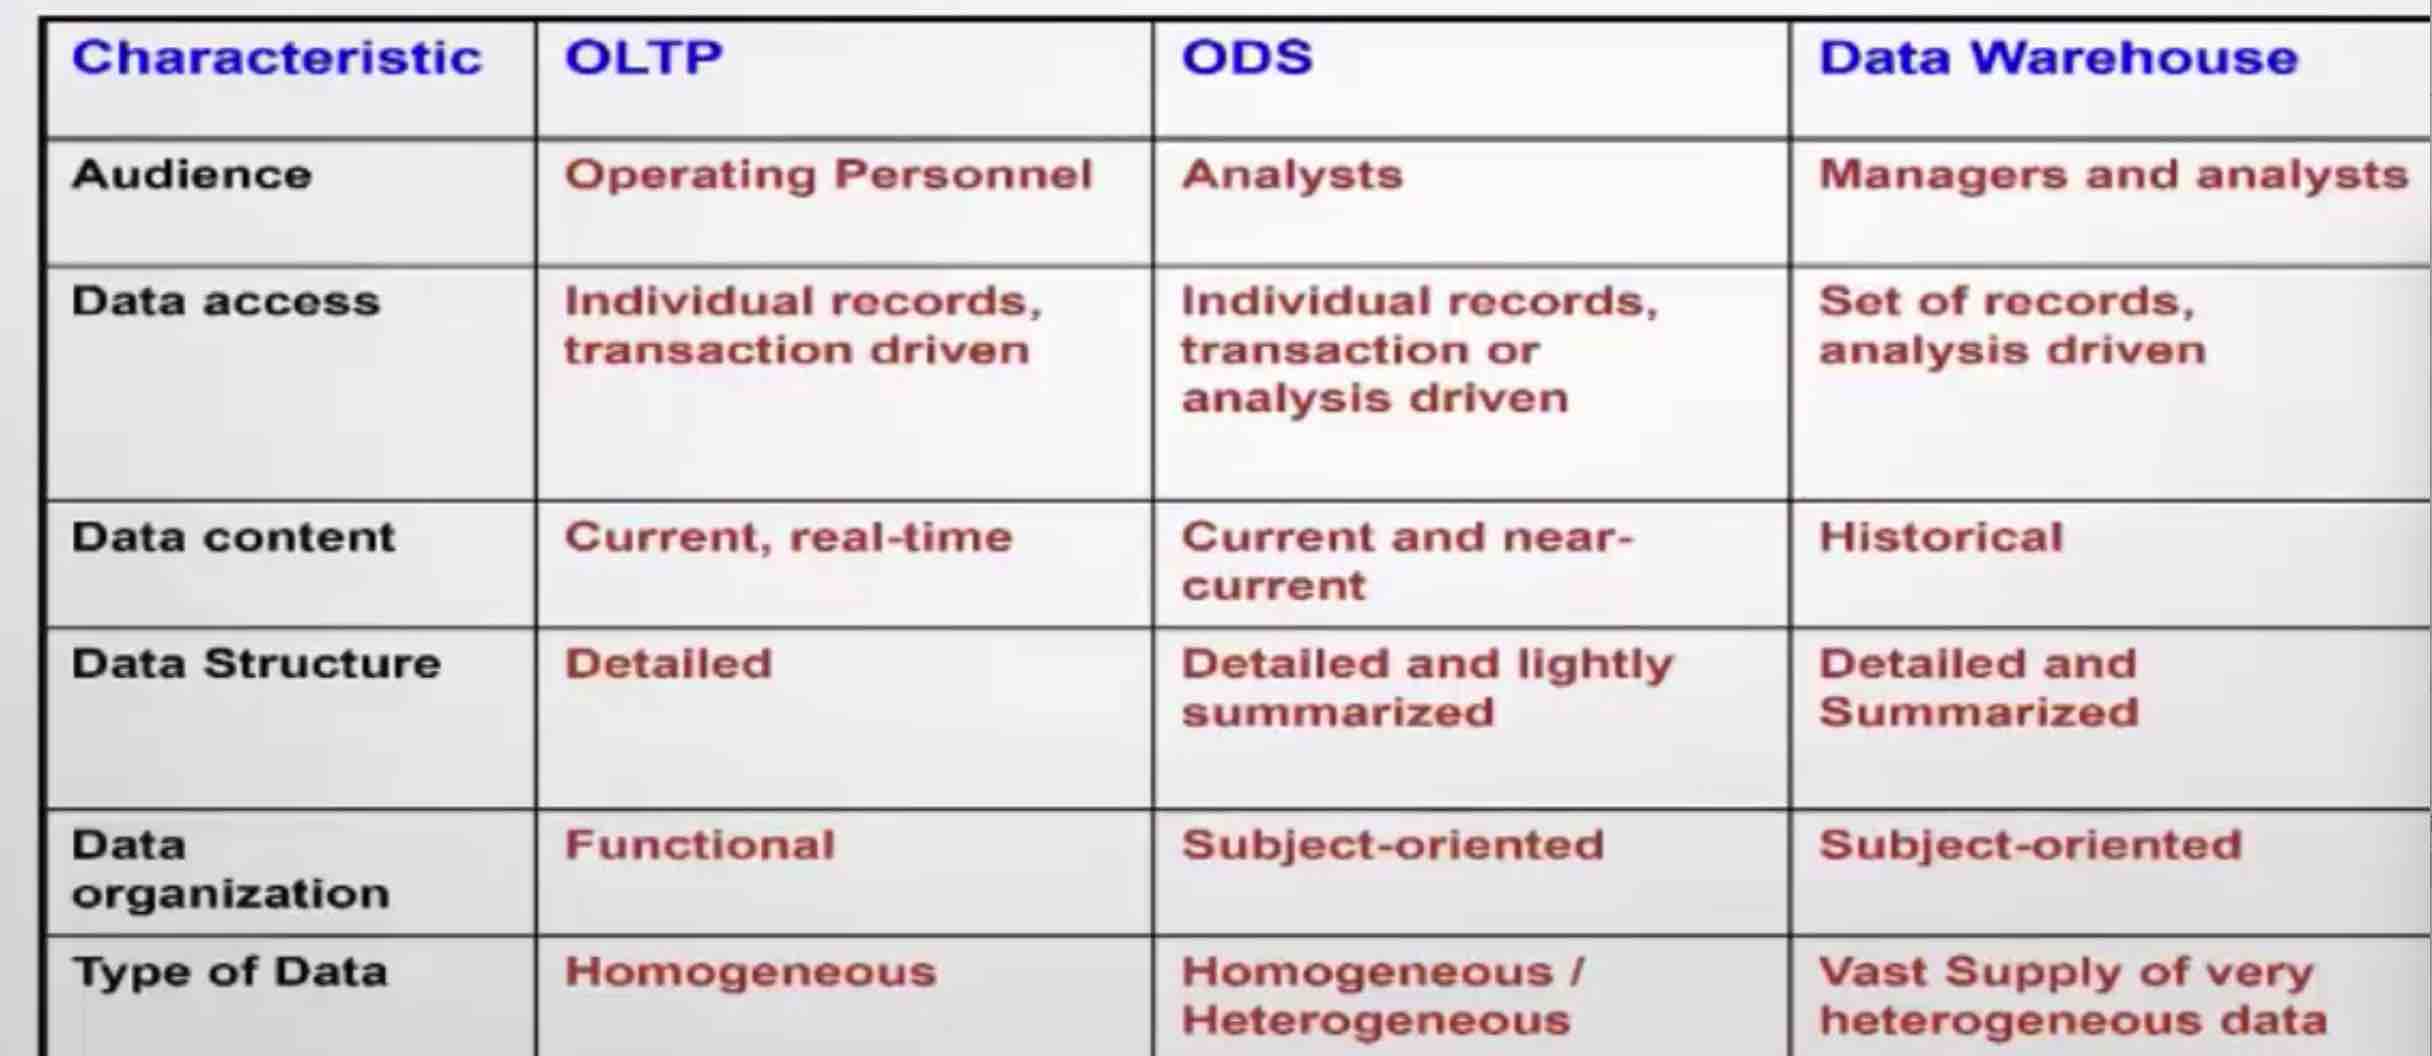 Characteristic OLTP ODS Data Warehouse
Audience Operating Personnel Analysts Managers and analysts
Data access Individual records, Individual records, Set of records,
transaction driven transaction or analysis driven
analysis driven
Data content Current, real-time Current and near- Historical
current
Data Structure Detailed Detailed and lightly Detailed and
summarized Summarized
Data Functional Subject-oriented Subject-oriented
organization
Type of Data Homogeneous Homogeneous / Vast Supply of very
Heterogeneous heterogeneous data